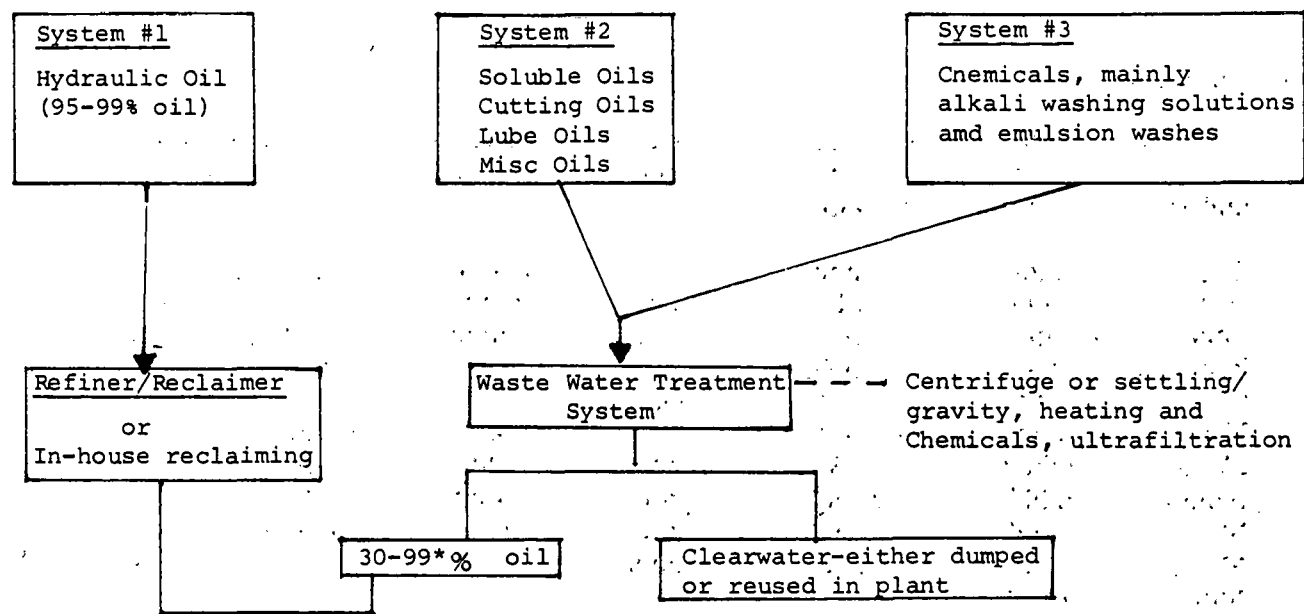 System #1
Hydraulic Oil
(95-99% oil)
System #2
Soluble Oils
Cutting Oils
Lube Oils
Misc Oils
System #3
Cnemicals, mainly
alkali washing solutions
amd emulsion washes
Refiner/Reclaimer
or
In-house reclaiming
Waste Water Treatment
System
Centrifuge or settling/
gravity, heating and
Chemicals, ultrafiltration
30-99*% oil
Clearwater-either dumped
or reused in plant